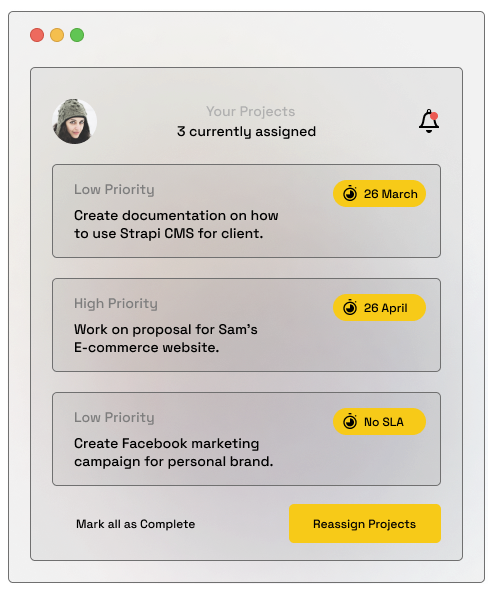 Your Projects
3 currently assigned
Low Priority
26 March
Create documentation on how
to use Strapi CMS for client.
High Priority
26 April
Work on proposal for Sam's
E-commerce website.
Low Priority
No SLA
Create Facebook marketing
campaign for personal brand.
Mark all as Complete
Reassign Projects